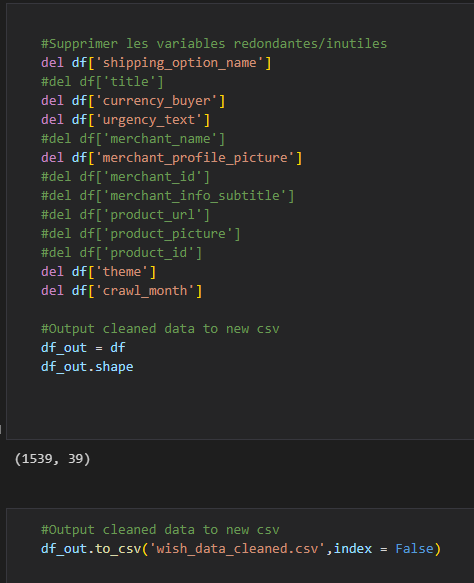 #Supprimer les variables redondantes/inutiles
del df['shipping_option_name']
#del df['title']
del df['currency_buyer']
del df['urgency_text']
#del df['merchant_name']
del df['merchant_profile_picture']
#del df['merchant_id']
#del df['merchant_info_subtitle']
#del df['product_url']
#del df['product_picture']
#del df['product_id']
del df['theme']
del df['crawl_month']
#Output cleaned data to new csv
df_out = df
df_out.shape
(1539, 39)
#Output cleaned data to new csv
df_out.to_csv('wish_data_cleaned.csv',index = False)